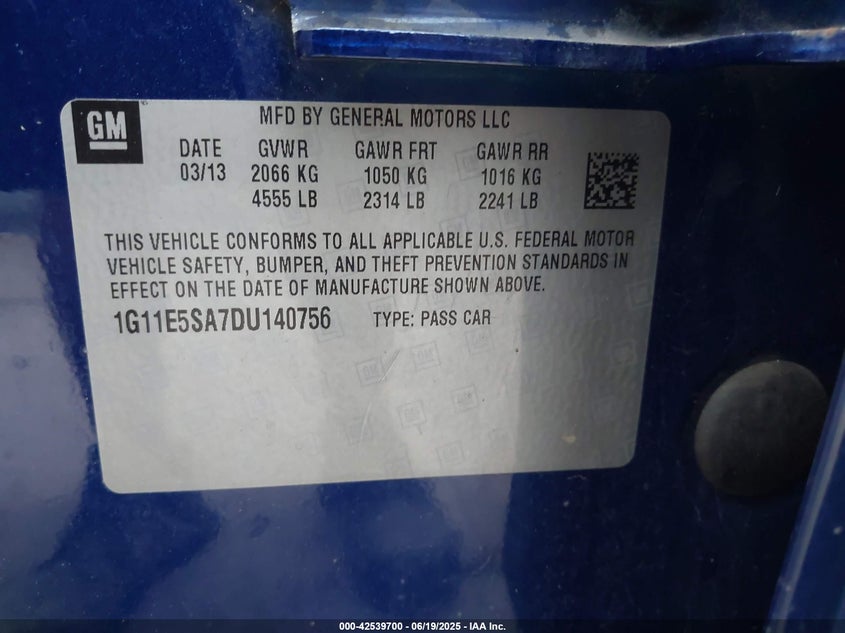 GM
MFD BY GENERAL MOTORS LLC
DATE GVWR GAWR FRT GAWR RR
03/13 2066 KG 1050 KG 1016 KG
4555 LB 2314 LB 2241 LB
THIS VEHICLE CONFORMS TO ALL APPLICABLE U.S. FEDERAL MOTOR
VEHICLE SAFETY, BUMPER, AND THEFT PREVENTION STANDARDS IN
EFFECT ON THE DATE OF MANUFACTURE SHOWN ABOVE.
1G11E5SA7DU140756 TYPE: PASS CAR
000-42539700 - 06/19/2025 - IAA Inc.